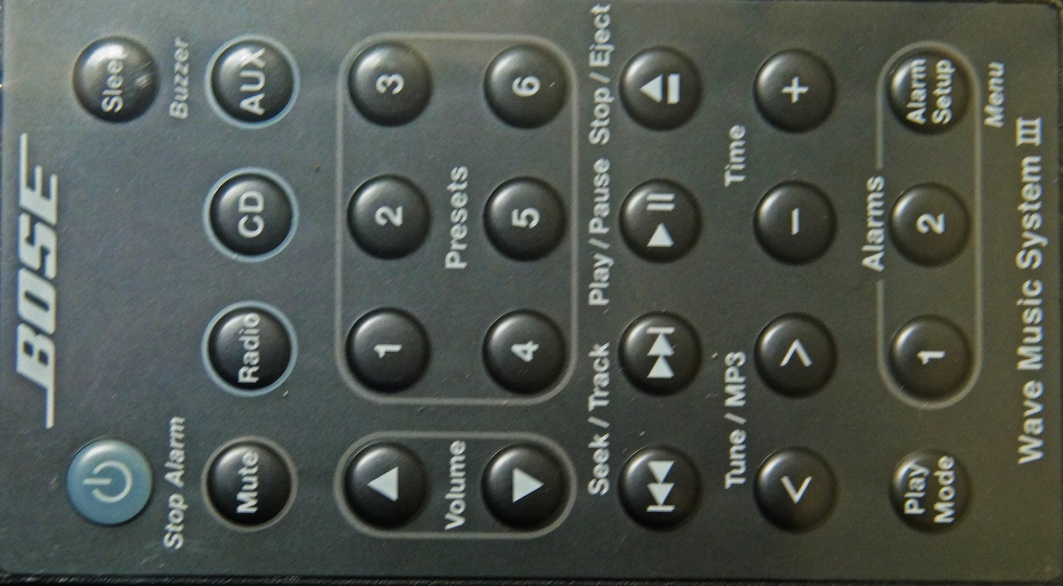 BOSE
Sleep
Stop Alarm Buzzer
Mute Radio CD AUX
1 2 3
Volume Presets
4 5 6
Seek / Track Play / Pause Stop / Eject
Tune / MP3 Time
< > − +
Alarms
Play Mode 1 2 Alarm Setup
Menu
Wave Music System III